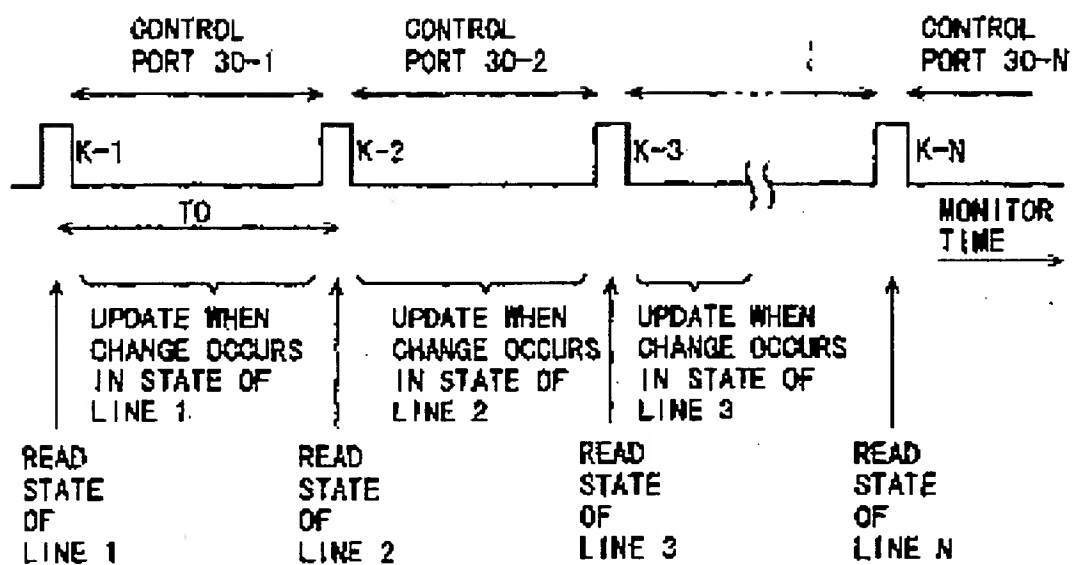 CONTROL
PORT 30-1
CONTROL
PORT 30-2
CONTROL
PORT 30-N
K-1
K-2
K-3
K-N
T0
MONITOR
TIME
UPDATE WHEN
CHANGE OCCURS
IN STATE OF
LINE 1
UPDATE WHEN
CHANGE OCCURS
IN STATE OF
LINE 2
UPDATE WHEN
CHANGE OCCURS
IN STATE OF
LINE 3
READ
STATE
OF
LINE 1
READ
STATE
OF
LINE 2
READ
STATE
OF
LINE 3
READ
STATE
OF
LINE N